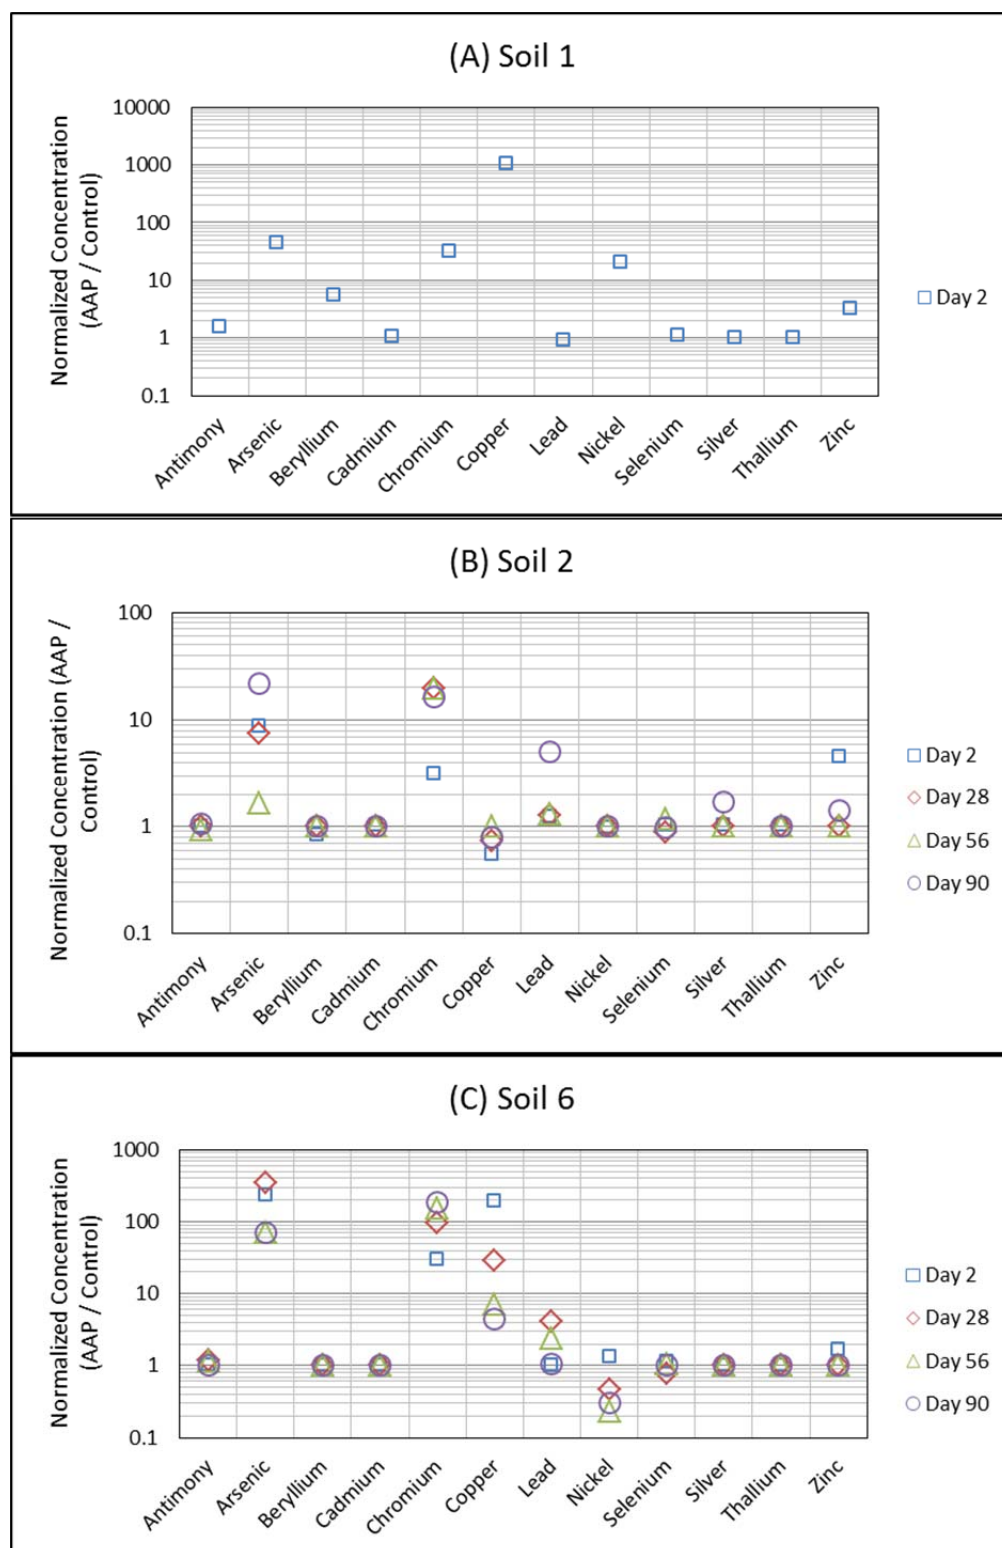 (A) Soil 1
Normalized Concentration
(AAP / Control)
10000
1000
100
10
1
0.1
Antimony
Arsenic
Beryllium
Cadmium
Chromium
Copper
Lead
Nickel
Selenium
Silver
Thallium
Zinc
Day 2
(B) Soil 2
Normalized Concentration (AAP /
Control)
100
10
1
0.1
Antimony
Arsenic
Beryllium
Cadmium
Chromium
Copper
Lead
Nickel
Selenium
Silver
Thallium
Zinc
Day 2
Day 28
Day 56
Day 90
(C) Soil 6
Normalized Concentration
(AAP / Control)
1000
100
10
1
0.1
Antimony
Arsenic
Beryllium
Cadmium
Chromium
Copper
Lead
Nickel
Selenium
Silver
Thallium
Zinc
Day 2
Day 28
Day 56
Day 90